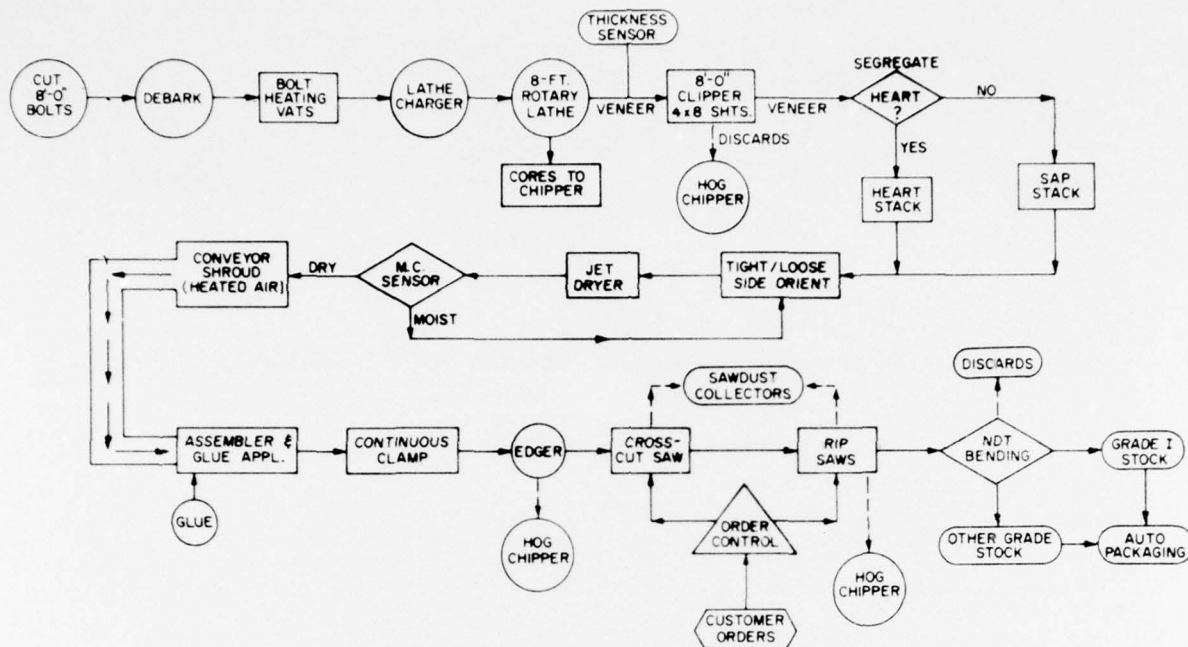 THICKNESS
SENSOR
CUT
8'-0"
BOLTS
DEBARK
BOLT
HEATING
VATS
LATHE
CHARGER
8-FT.
ROTARY
LATHE
VENEER
8'-0"
CLIPPER
4x8 SHTS.
VENEER
SEGREGATE
HEART
?
NO
YES
DISCARDS
CORES TO
CHIPPER
HOG
CHIPPER
HEART
STACK
SAP
STACK
CONVEYOR
SHROUD
(HEATED AIR)
DRY
M.C.
SENSOR
MOIST
JET
DRYER
TIGHT/LOOSE
SIDE ORIENT
SAWDUST
COLLECTORS
DISCARDS
ASSEMBLER &
GLUE APPL.
CONTINUOUS
CLAMP
EDGER
CROSS-
CUT SAW
RIP
SAWS
NDT
BENDING
GRADE I
STOCK
GLUE
HOG
CHIPPER
ORDER
CONTROL
HOG
CHIPPER
OTHER GRADE
STOCK
AUTO
PACKAGING
CUSTOMER
ORDERS